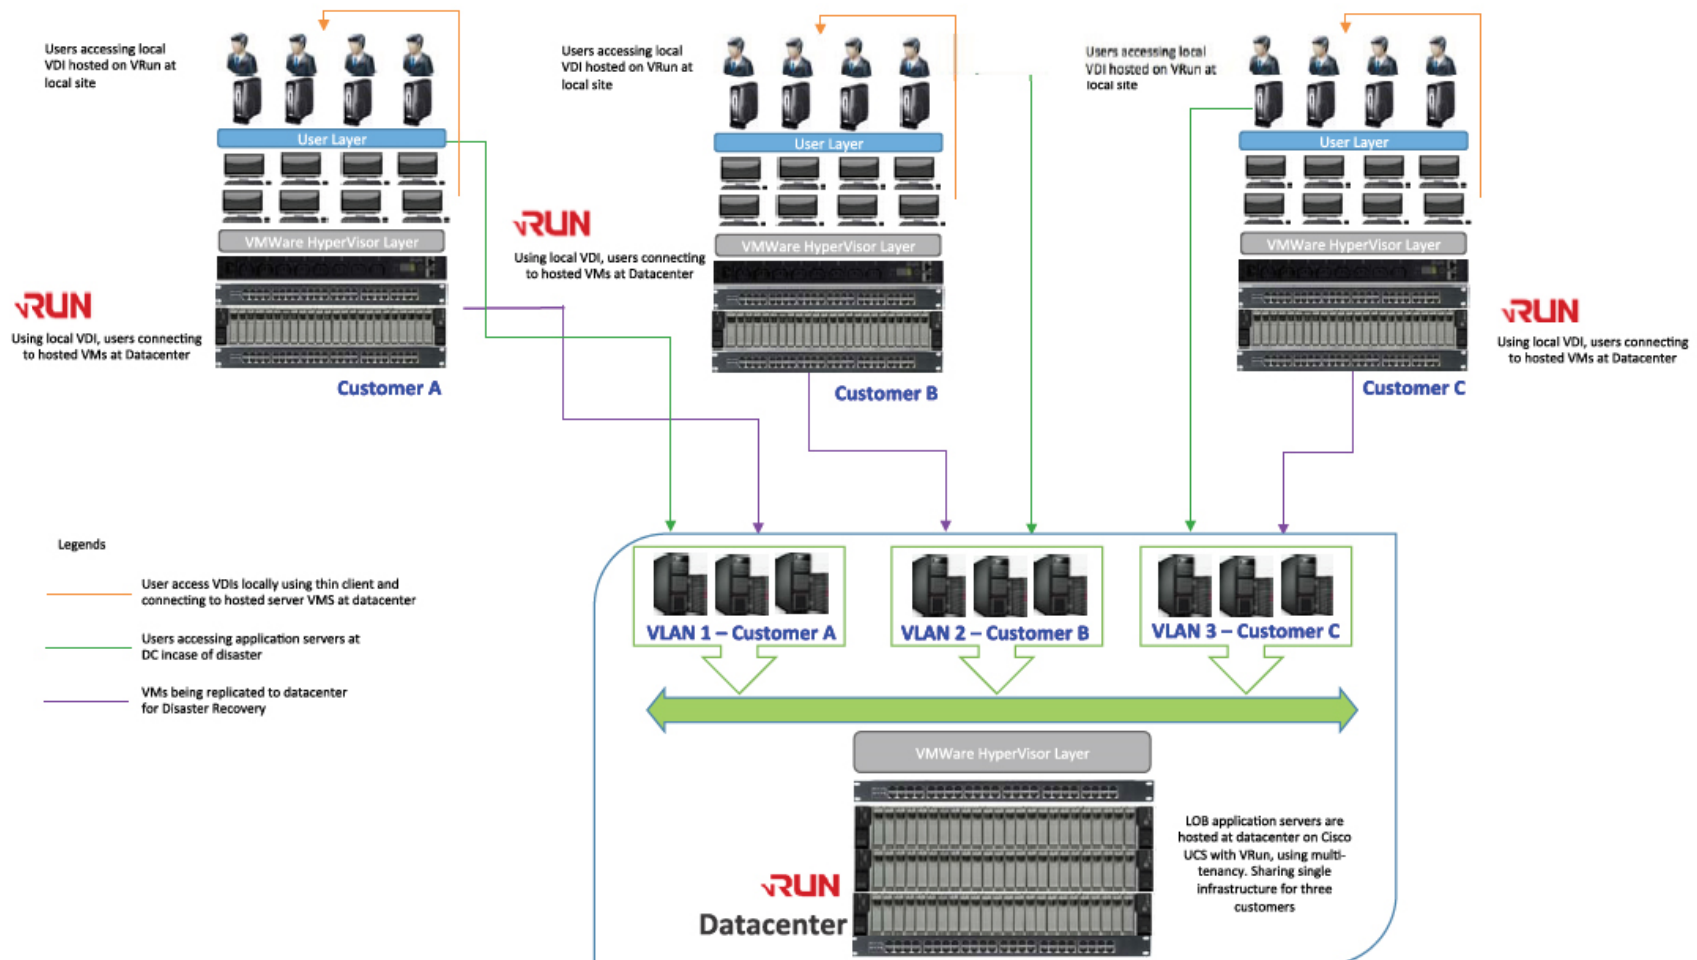 Users accessing local
VDI hosted on VRun at
local site
User Layer
VMWare HyperVisor Layer
vRUN
Using local VDI, users connecting
to hosted VMs at Datacenter
Customer A
Users accessing local
VDI hosted on VRun at
local site
User Layer
vRUN
Using local VDI, users connecting
to hosted VMs at Datacenter
VMWare HyperVisor Layer
Customer B
Users accessing local
VDI hosted on VRun at
local site
User Layer
VMWare HyperVisor Layer
vRUN
Using local VDI, users connecting
to hosted VMs at Datacenter
Customer C
Legends
User access VDIs locally using thin client and
connecting to hosted server VMS at datacenter
Users accessing application servers at
DC incase of disaster
VMs being replicated to datacenter
for Disaster Recovery
VLAN 1 – Customer A
VLAN 2 – Customer B
VLAN 3 – Customer C
VMWare HyperVisor Layer
LOB application servers are
hosted at datacenter on Cisco
UCS with VRun, using multi-
tenancy. Sharing single
infrastructure for three
customers
vRUN
Datacenter